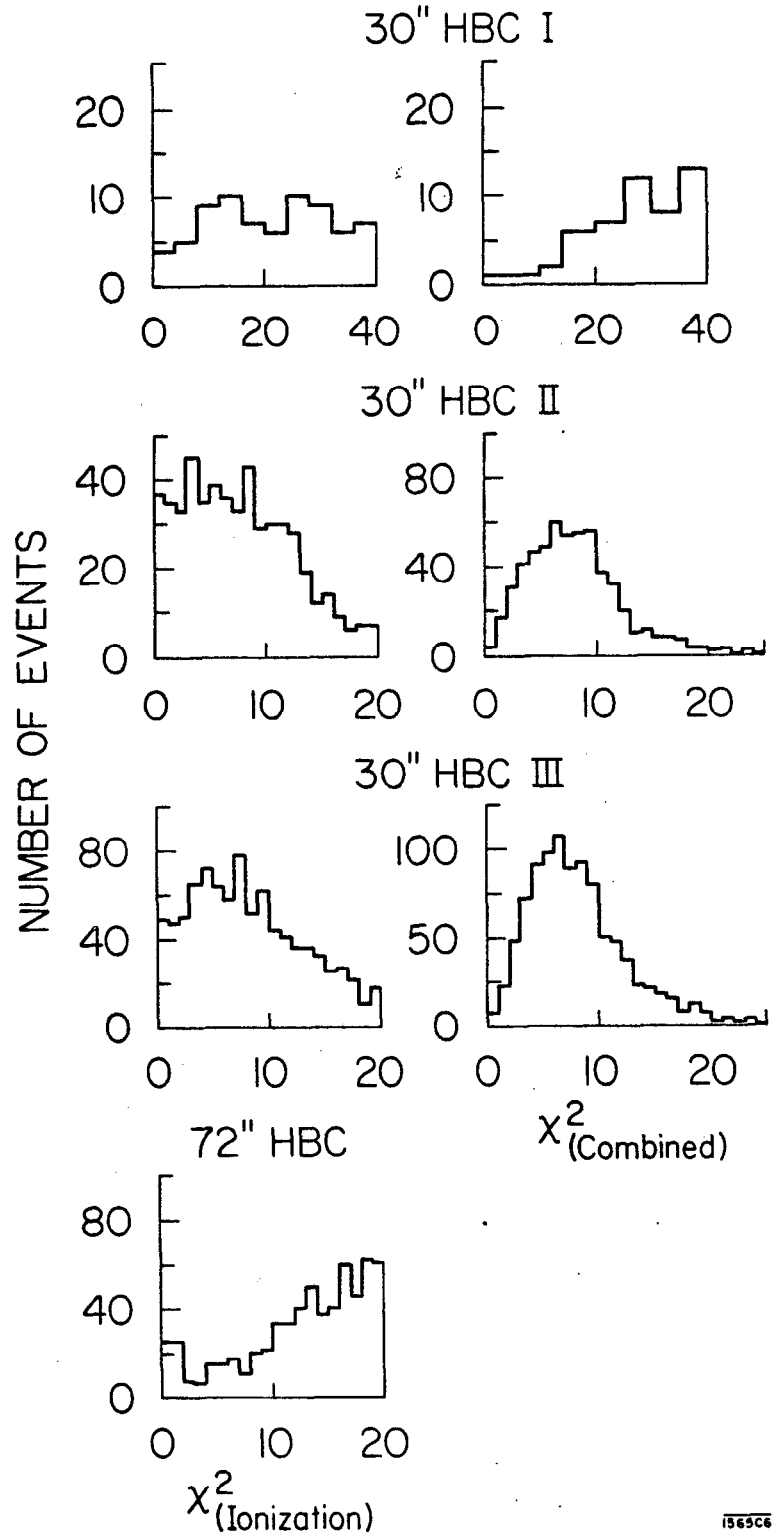 30" HBC I
20 20
10 10
0 0
0 20 40 0 20 40
30" HBC II
40 80
20 40
0 0
0 10 20 0 10 20
30" HBC III
80 100
40 50
0 0
0 10 20 0 10 20
NUMBER OF EVENTS
χ²(Combined)
72" HBC
80
40
0
0 10 20
χ²(Ionization)
1565C6